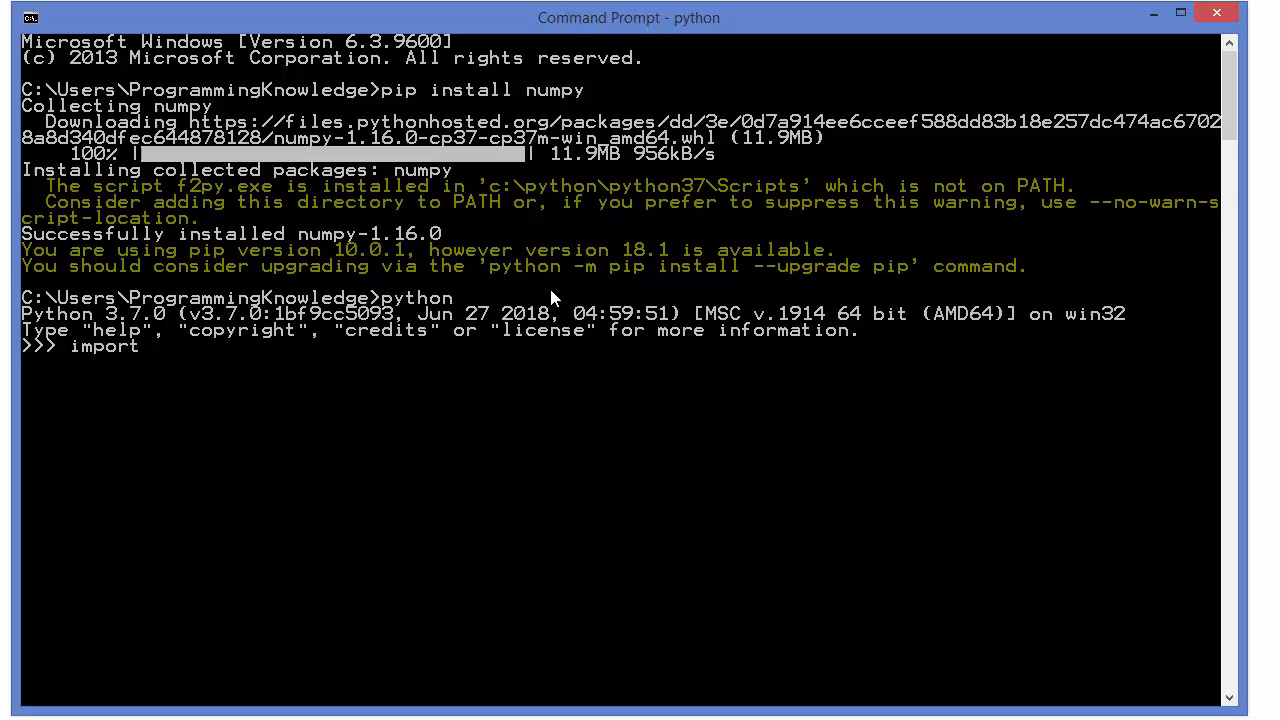 Command Prompt - python
Microsoft Windows [Version 6.3.9600]
(c) 2013 Microsoft Corporation. All rights reserved.
C:\Users\ProgrammingKnowledge>pip install numpy
Collecting numpy
  Downloading https://files.pythonhosted.org/packages/dd/3e/0d7a914ee6cceef588dd83b18e257dc474ac6702
8a8d340dfec644878128/numpy-1.16.0-cp37-cp37m-win_amd64.whl (11.9MB)
    100% |                                | 11.9MB 956kB/s
Installing collected packages: numpy
  The script f2py.exe is installed in 'c:\python\python37\Scripts' which is not on PATH.
  Consider adding this directory to PATH or, if you prefer to suppress this warning, use --no-warn-s
cript-location.
Successfully installed numpy-1.16.0
You are using pip version 10.0.1, however version 18.1 is available.
You should consider upgrading via the 'python -m pip install --upgrade pip' command.
C:\Users\ProgrammingKnowledge>python
Python 3.7.0 (v3.7.0:1bf9cc5093, Jun 27 2018, 04:59:51) [MSC v.1914 64 bit (AMD64)] on win32
Type "help", "copyright", "credits" or "license" for more information.
>>> import